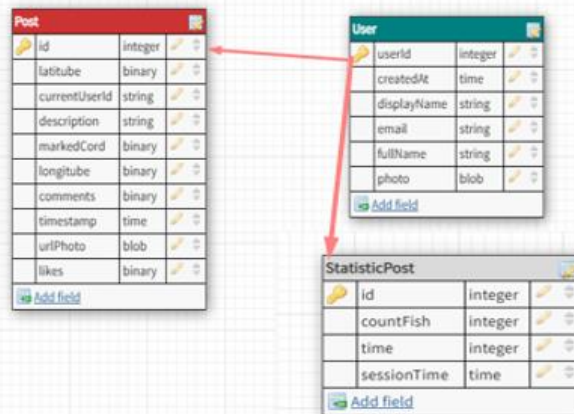 Post
id integer
latitube binary
currentUserId string
description string
markedCord binary
longitube binary
comments binary
timestamp time
urlPhoto blob
likes binary
Add field
User
userId integer
createdAt time
displayName string
email string
fullName string
photo blob
Add field
StatisticPost
id integer
countFish integer
time integer
sessionTime time
Add field